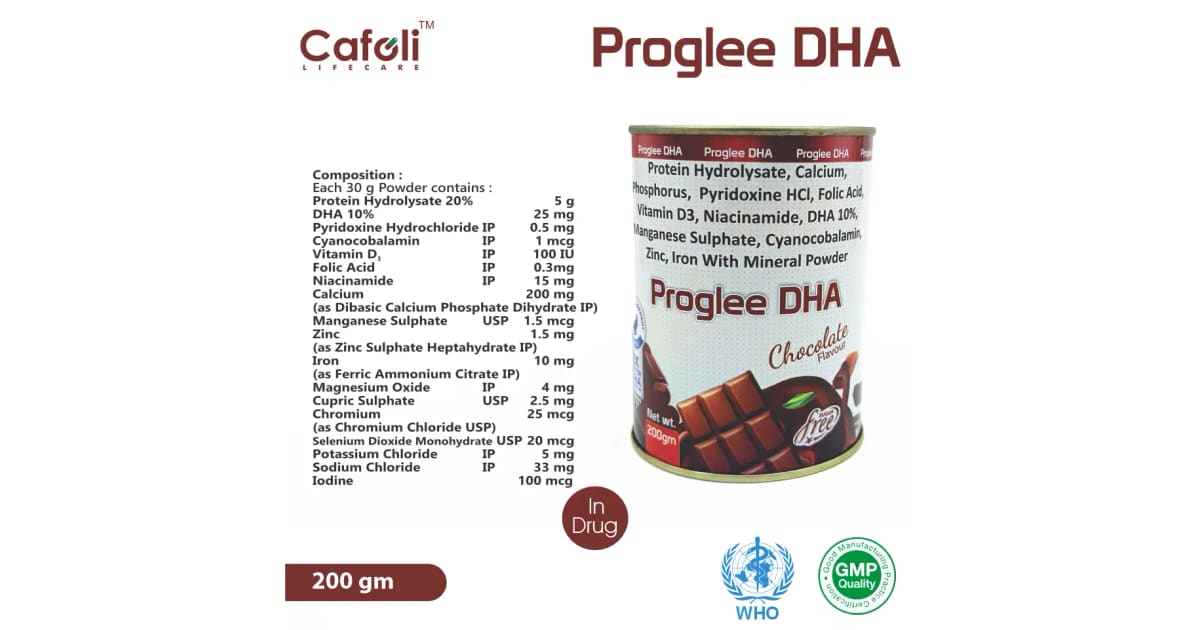 Cafoli TM
LIFECARE
Proglee DHA
Composition :
Each 30 g Powder contains :
Protein Hydrolysate 20% 5 g
DHA 10% 25 mg
Pyridoxine Hydrochloride IP 0.5 mg
Cyanocobalamin IP 1 mcg
Vitamin D3 IP 100 IU
Folic Acid IP 0.3mg
Niacinamide IP 15 mg
Calcium 200 mg
(as Dibasic Calcium Phosphate Dihydrate IP)
Manganese Sulphate USP 1.5 mcg
Zinc 1.5 mg
(as Zinc Sulphate Heptahydrate IP)
Iron 10 mg
(as Ferric Ammonium Citrate IP)
Magnesium Oxide IP 4 mg
Cupric Sulphate USP 2.5 mg
Chromium 25 mcg
(as Chromium Chloride USP)
Selenium Dioxide Monohydrate USP 20 mcg
Potassium Chloride IP 5 mg
Sodium Chloride IP 33 mg
Iodine 100 mcg
Proglee DHA Proglee DHA Proglee DHA
Protein Hydrolysate, Calcium,
Phosphorus, Pyridoxine HCl, Folic Acid,
Vitamin D3, Niacinamide, DHA 10%,
Manganese Sulphate, Cyanocobalamin,
Zinc, Iron With Mineral Powder
Proglee DHA
Chocolate
Flavour
Net wt.
200gm
free
In
Drug
200 gm
WHO
Good Manufacturing Practice Certification
GMP
Quality